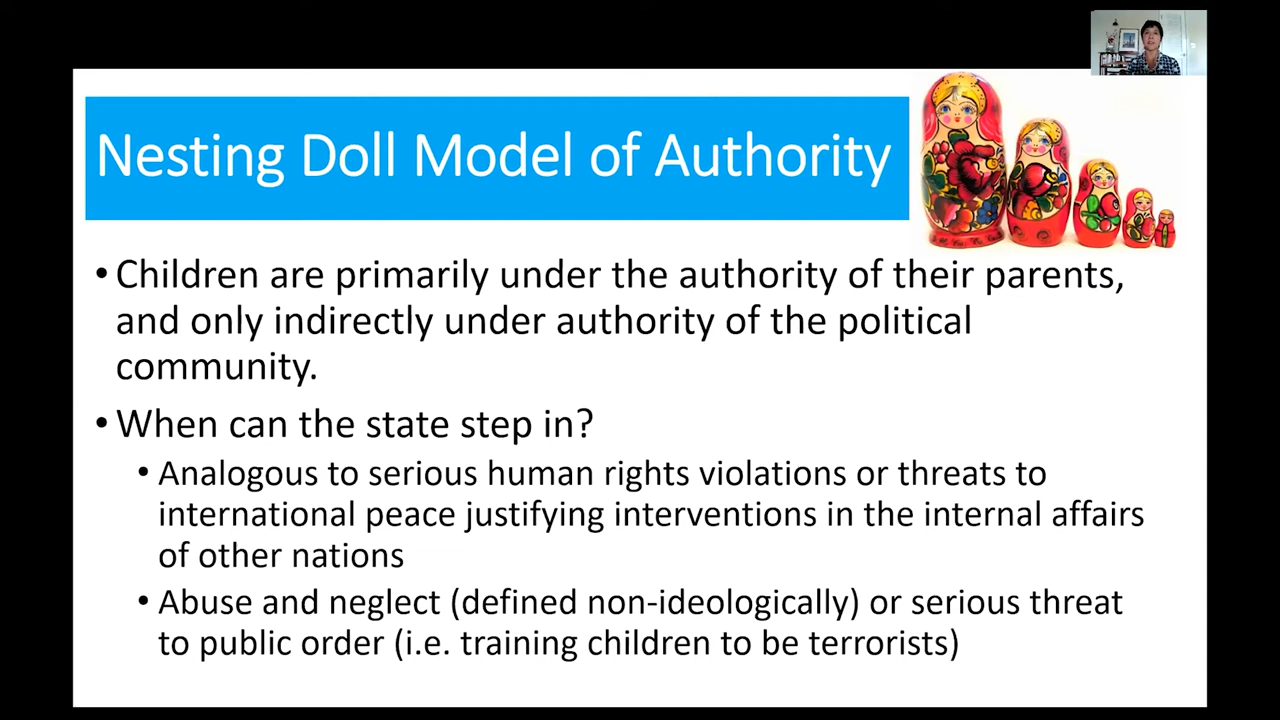 Nesting Doll Model of Authority
• Children are primarily under the authority of their parents,
and only indirectly under authority of the political
community.
• When can the state step in?
• Analogous to serious human rights violations or threats to
international peace justifying interventions in the internal affairs
of other nations
• Abuse and neglect (defined non-ideologically) or serious threat
to public order (i.e. training children to be terrorists)